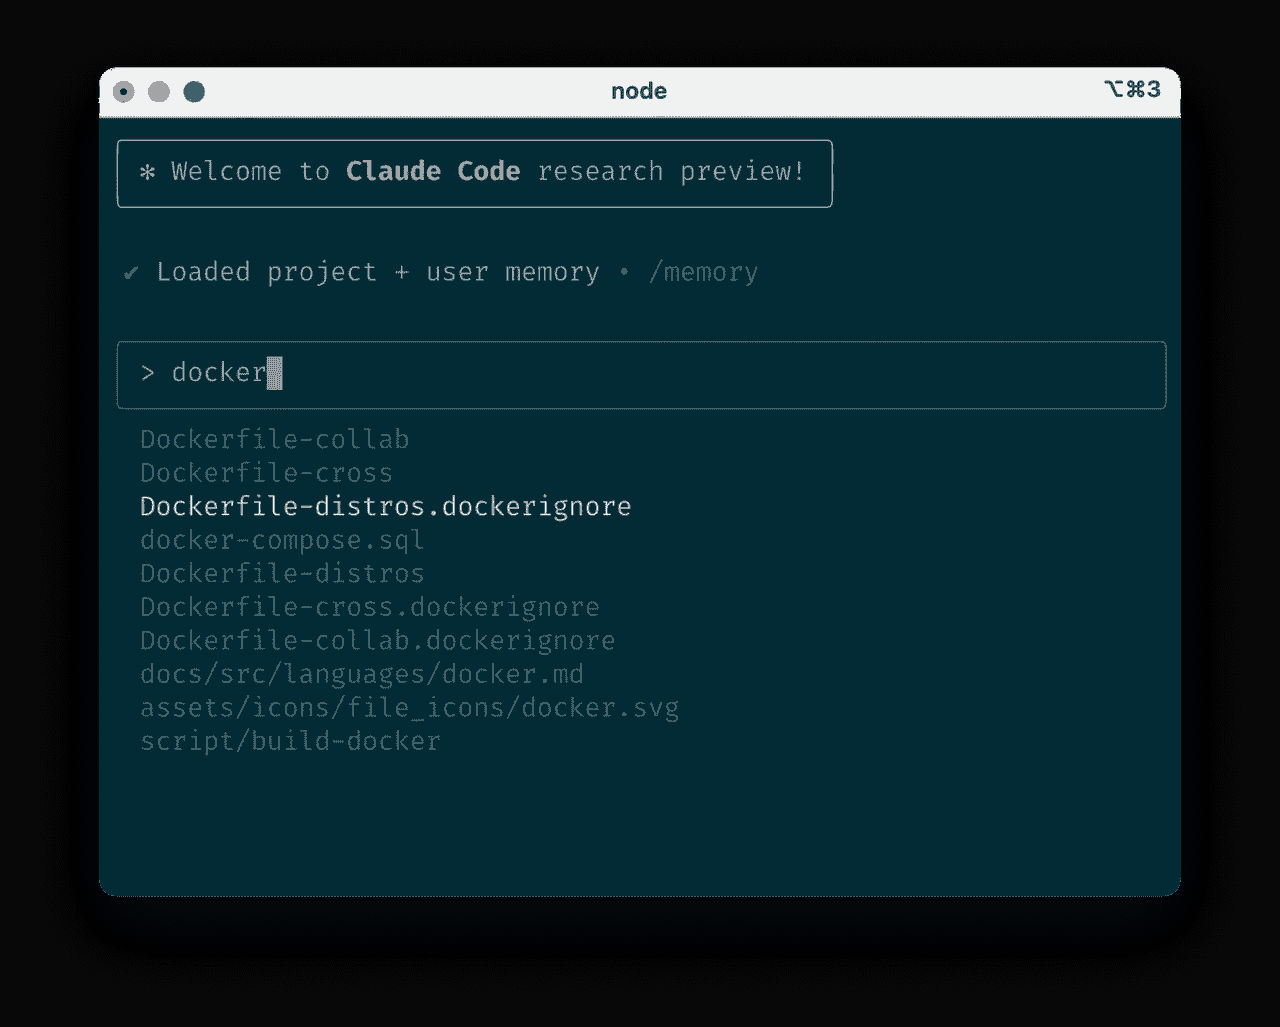 node
⌥⌘3
✻ Welcome to Claude Code research preview!
✔ Loaded project + user memory • /memory
> docker
Dockerfile-collab
Dockerfile-cross
Dockerfile-distros.dockerignore
docker-compose.sql
Dockerfile-distros
Dockerfile-cross.dockerignore
Dockerfile-collab.dockerignore
docs/src/languages/docker.md
assets/icons/file_icons/docker.svg
script/build-docker